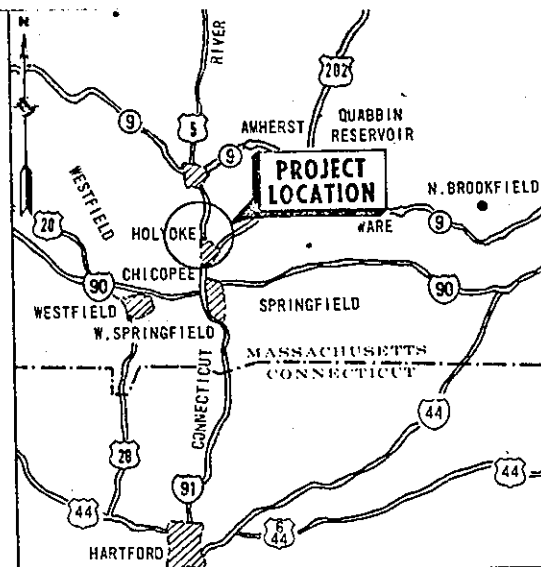 N
RIVER
202
9
5
AMHERST
QUABBIN
RESERVOIR
9
PROJECT
LOCATION
WESTFIELD
N. BROOKFIELD
20
HOLYOKE
WARE
9
CHICOPEE
90
WESTFIELD
SPRINGFIELD
90
W. SPRINGFIELD
MASSACHUSETTS
CONNECTICUT
CONNECTICUT
44
28
91
44
44
6
44
HARTFORD